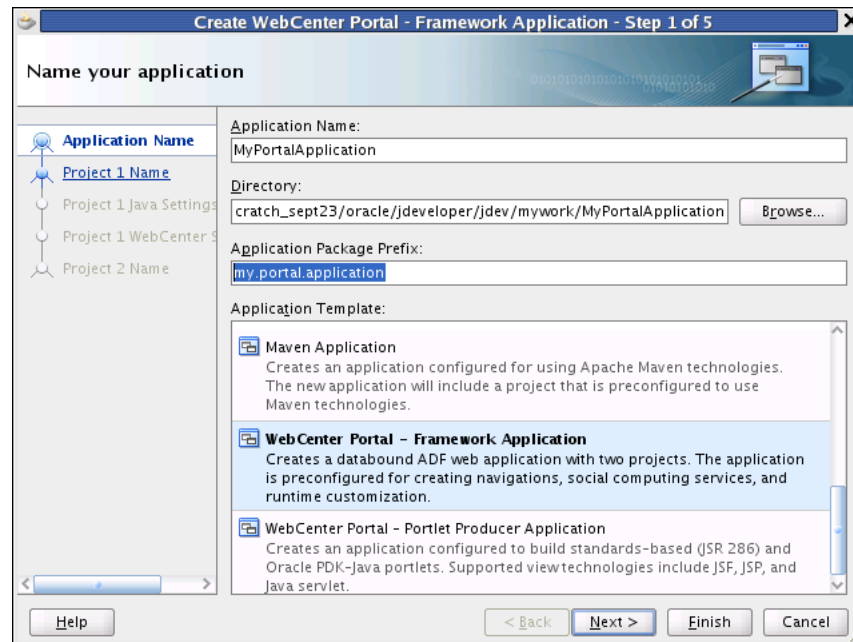 Create WebCenter Portal - Framework Application - Step 1 of 5
Name your application
Application Name
Project 1 Name
Project 1 Java Settings
Project 1 WebCenter S
Project 2 Name
Application Name:
MyPortalApplication
Directory:
cratch_sept23/oracle/jdeveloper/jdev/mywork/MyPortalApplication
Browse...
Application Package Prefix:
my.portal.application
Application Template:
Maven Application
Creates an application configured for using Apache Maven technologies.
The new application will include a project that is preconfigured to use
Maven technologies.
WebCenter Portal - Framework Application
Creates a databound ADF web application with two projects. The application
is preconfigured for creating navigations, social computing services, and
runtime customization.
WebCenter Portal - Portlet Producer Application
Creates an application configured to build standards-based (JSR 286) and
Oracle PDK-Java portlets. Supported view technologies include JSF, JSP, and
Java servlet.
Help
< Back
Next >
Finish
Cancel